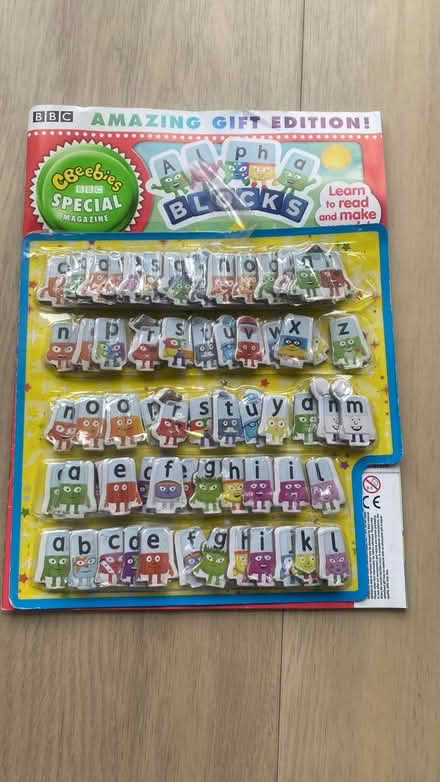 BBC AMAZING GIFT EDITION!
CBeebies
BBC
SPECIAL
MAGAZINE
Alpha
BLOCKS
Learn
to read
and make
n p r s t u v w x z
n o o p r s t u y a n m
a e f g h i j l
a b c d e f g h i j k l
CE